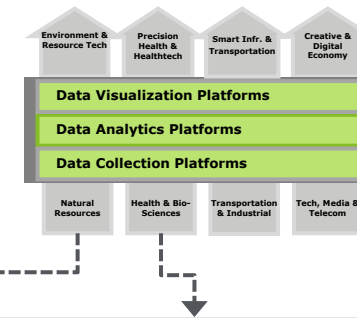 Environment &
Resource Tech
Precision
Health &
Healthtech
Smart Infr. &
Transportation
Creative &
Digital
Economy
Data Visualization Platforms
Data Analytics Platforms
Data Collection Platforms
Natural
Resources
Health & Bio-
Sciences
Transportation
& Industrial
Tech, Media &
Telecom